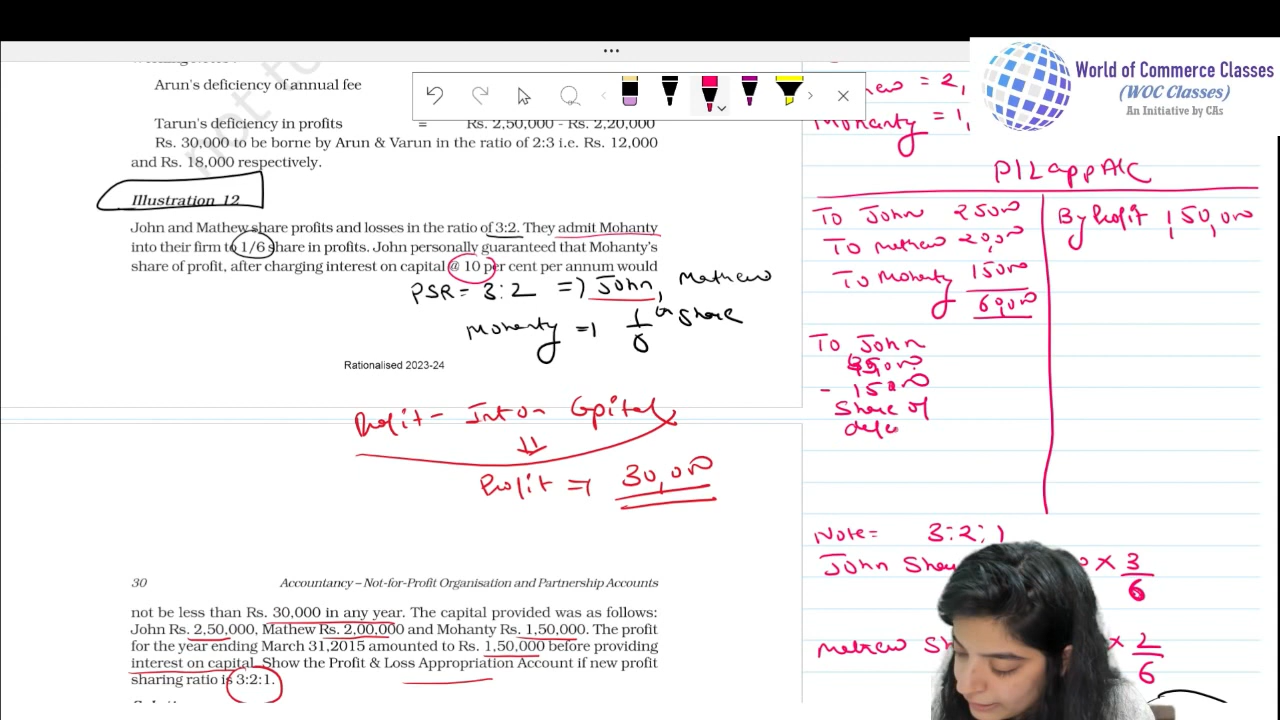 World of Commerce Classes
(WOC Classes)
An Initiative by CAs
Arun's deficiency of annual fee
Tarun's deficiency in profits = Rs. 2,50,000 - Rs. 2,20,000
Rs. 30,000 to be borne by Arun & Varun in the ratio of 2:3 i.e. Rs. 12,000
and Rs. 18,000 respectively.
Illustration 12
John and Mathew share profits and losses in the ratio of 3:2. They admit Mohanty
into their firm to 1/6 share in profits. John personally guaranteed that Mohanty's
share of profit, after charging interest on capital @ 10 per cent per annum would
PSR = 3:2 => John, Mathew
Mohanty => 1/6 th share
Rationalised 2023-24
Profit - Int on Capital
Profit => 30,000
30 Accountancy – Not-for-Profit Organisation and Partnership Accounts
not be less than Rs. 30,000 in any year. The capital provided was as follows:
John Rs. 2,50,000, Mathew Rs. 2,00,000 and Mohanty Rs. 1,50,000. The profit
for the year ending March 31,2015 amounted to Rs. 1,50,000 before providing
interest on capital. Show the Profit & Loss Appropriation Account if new profit
sharing ratio is 3:2:1.
= 2,
Mohanty = 1,
P/L app A/c
To John 25000
To Mathew 20,000
To Mohanty 15000
60,000
By Profit 1,50,000
To John
- 15000
Share of
Note = 3:2:1
John Sha × 3/6
Mathew Sh × 2/6